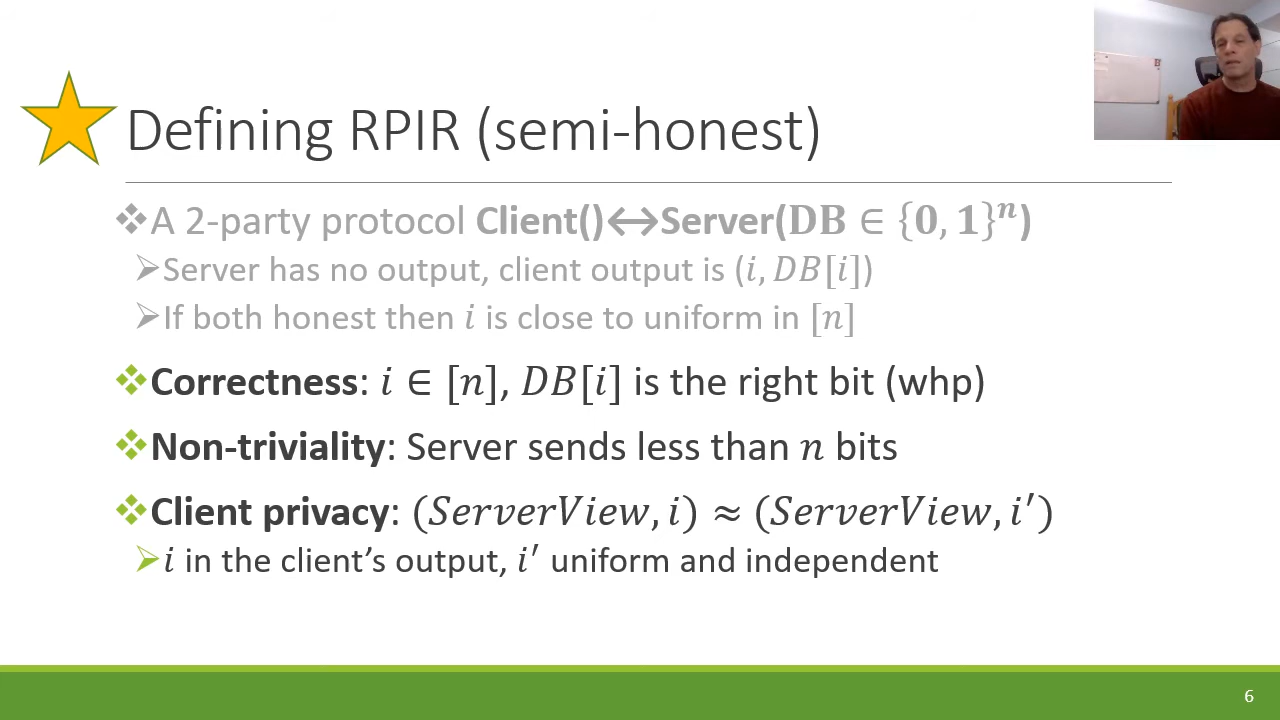 Defining RPIR (semi-honest)
❖A 2-party protocol Client()↔Server(DB ∈ {0, 1}ⁿ)
➢Server has no output, client output is (i, DB[i])
➢If both honest then i is close to uniform in [n]
❖Correctness: i ∈ [n], DB[i] is the right bit (whp)
❖Non-triviality: Server sends less than n bits
❖Client privacy: (ServerView, i) ≈ (ServerView, i′)
➢i in the client’s output, i′ uniform and independent
6